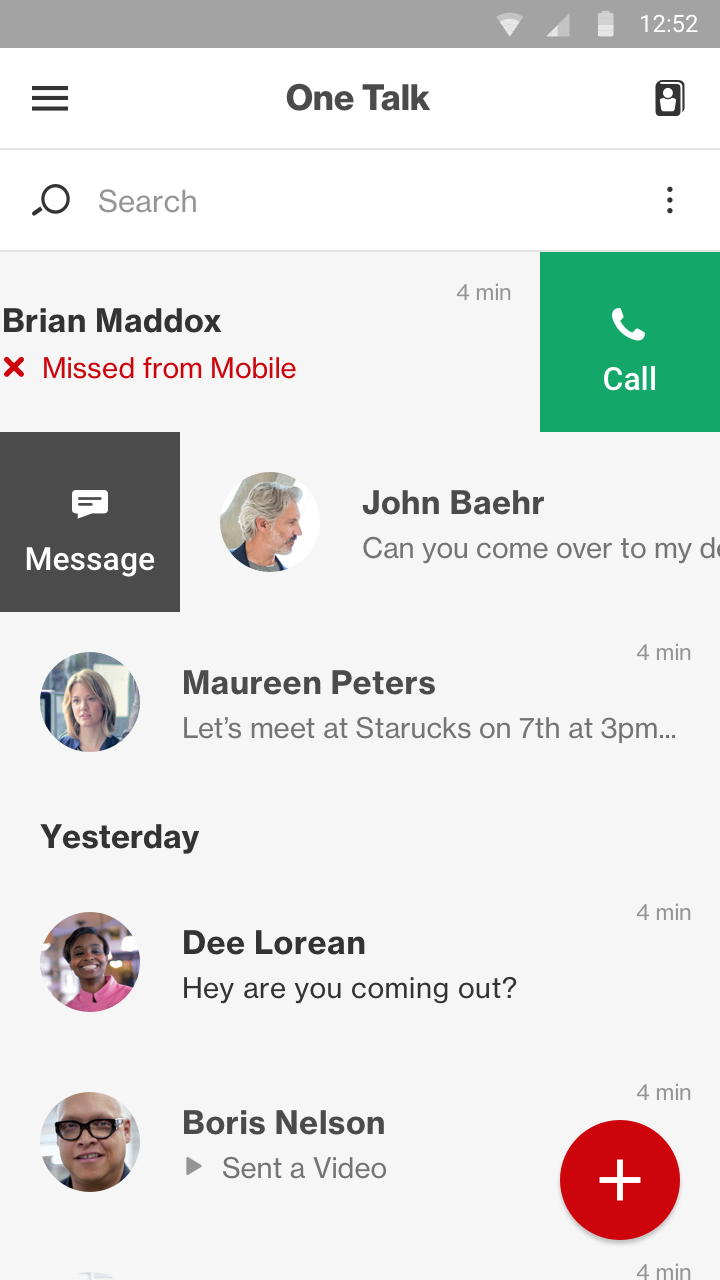 12:52
One Talk
Search
4 min
Brian Maddox
Missed from Mobile
Call
Message
John Baehr
Can you come over to my de
4 min
Maureen Peters
Let’s meet at Starucks on 7th at 3pm...
Yesterday
4 min
Dee Lorean
Hey are you coming out?
4 min
Boris Nelson
Sent a Video
4 min